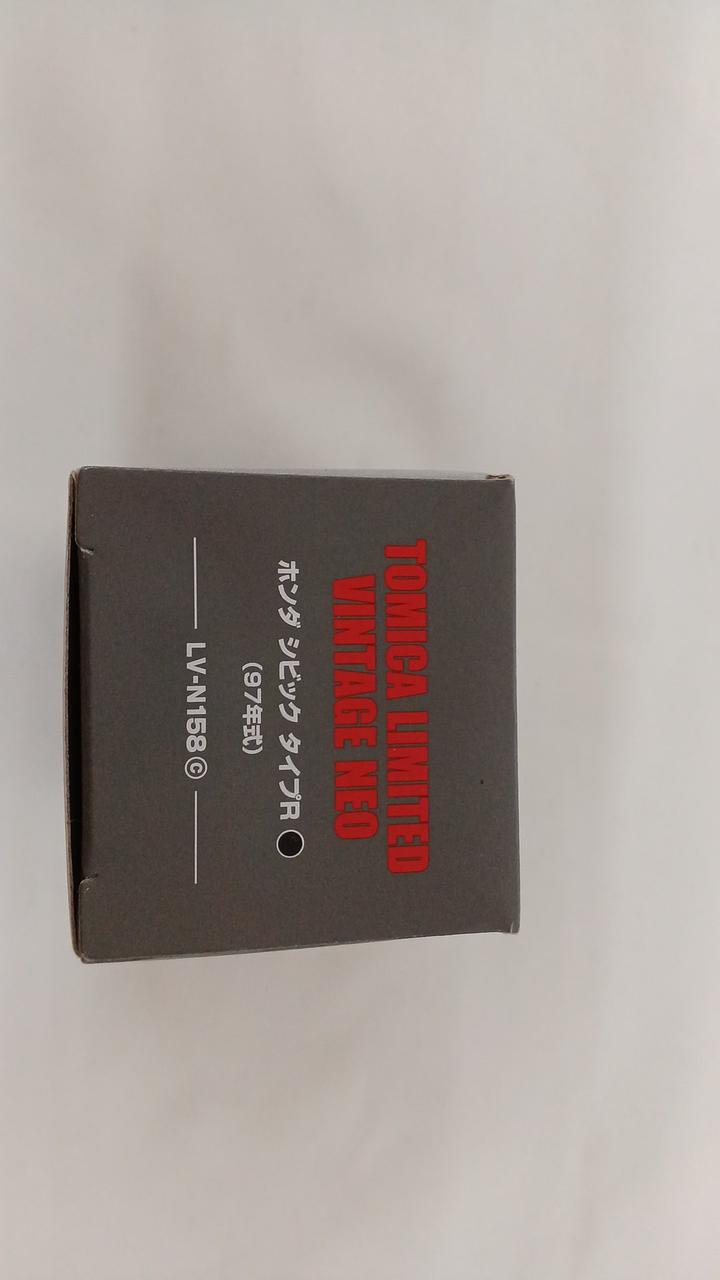 TOMICA LIMITED
VINTAGE NEO
ホンダ シビック タイプR
(97年式)
LV-N158 ©